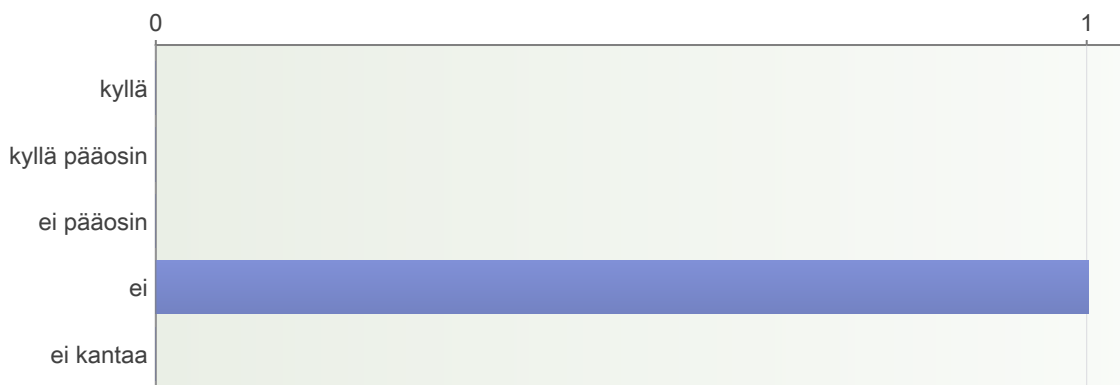 0 1
kyllä
kyllä pääosin
ei pääosin
ei
ei kantaa